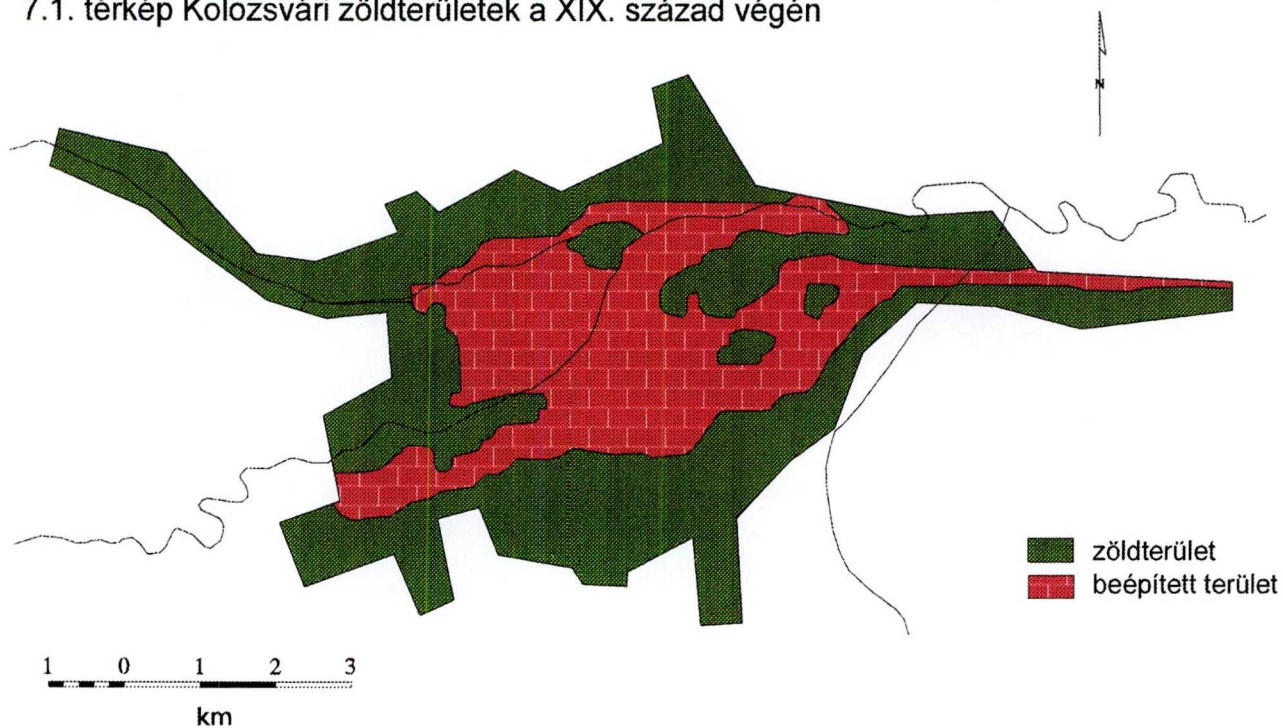 7.1. térkép Kolozsvári zöldterületek a XIX. század végén
N
zöldterület
beépített terület
1 0 1 2 3
km